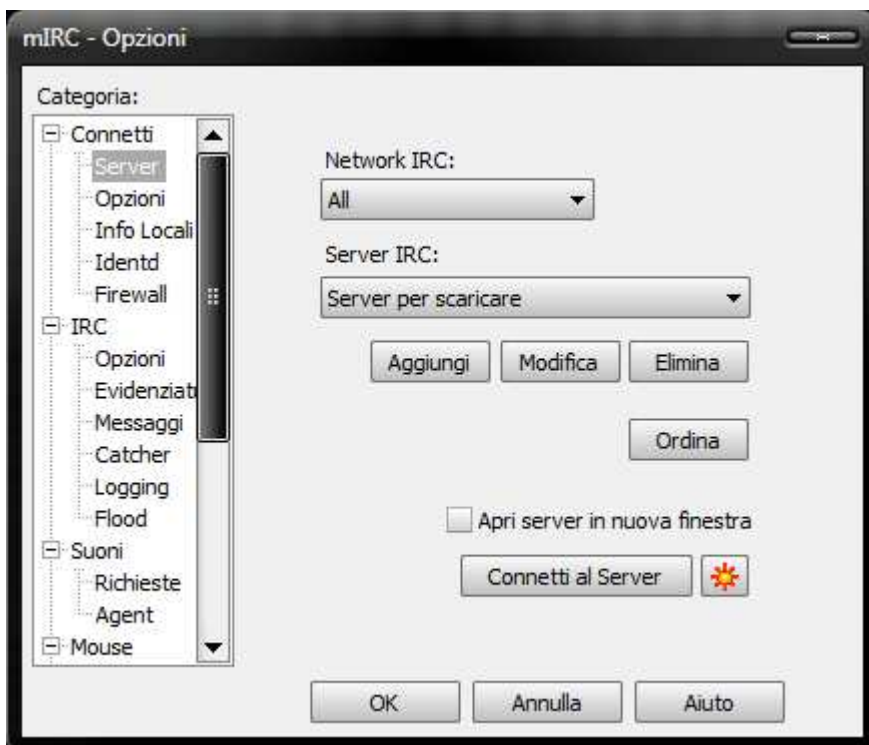 mIRC - Opzioni
Categoria:
Connetti
Server
Opzioni
Info Locali
Identd
Firewall
IRC
Opzioni
Evidenziat
Messaggi
Catcher
Logging
Flood
Suoni
Richieste
Agent
Mouse
Network IRC:
All
Server IRC:
Server per scaricare
Aggiungi Modifica Elimina
Ordina
Apri server in nuova finestra
Connetti al Server
OK Annulla Aiuto